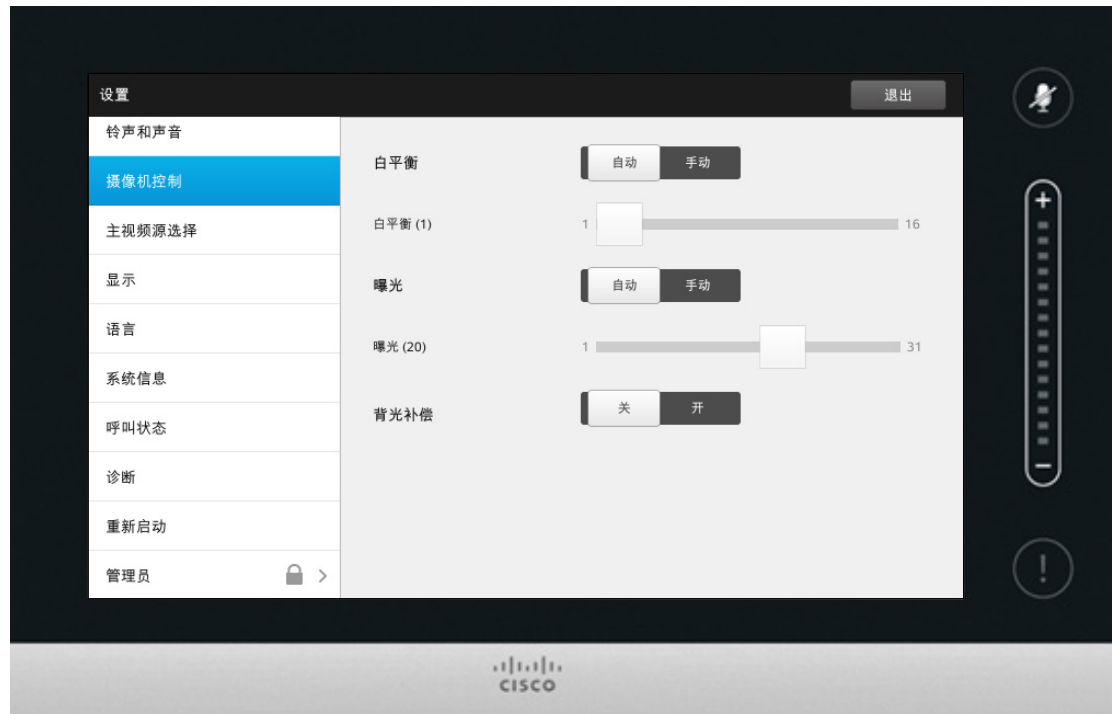 设置
退出
铃声和声音
摄像机控制
主视频源选择
显示
语言
系统信息
呼叫状态
诊断
重新启动
管理员
白平衡
自动 手动
白平衡 (1)
1 16
曝光
自动 手动
曝光 (20)
1 31
背光补偿
关 开
CISCO